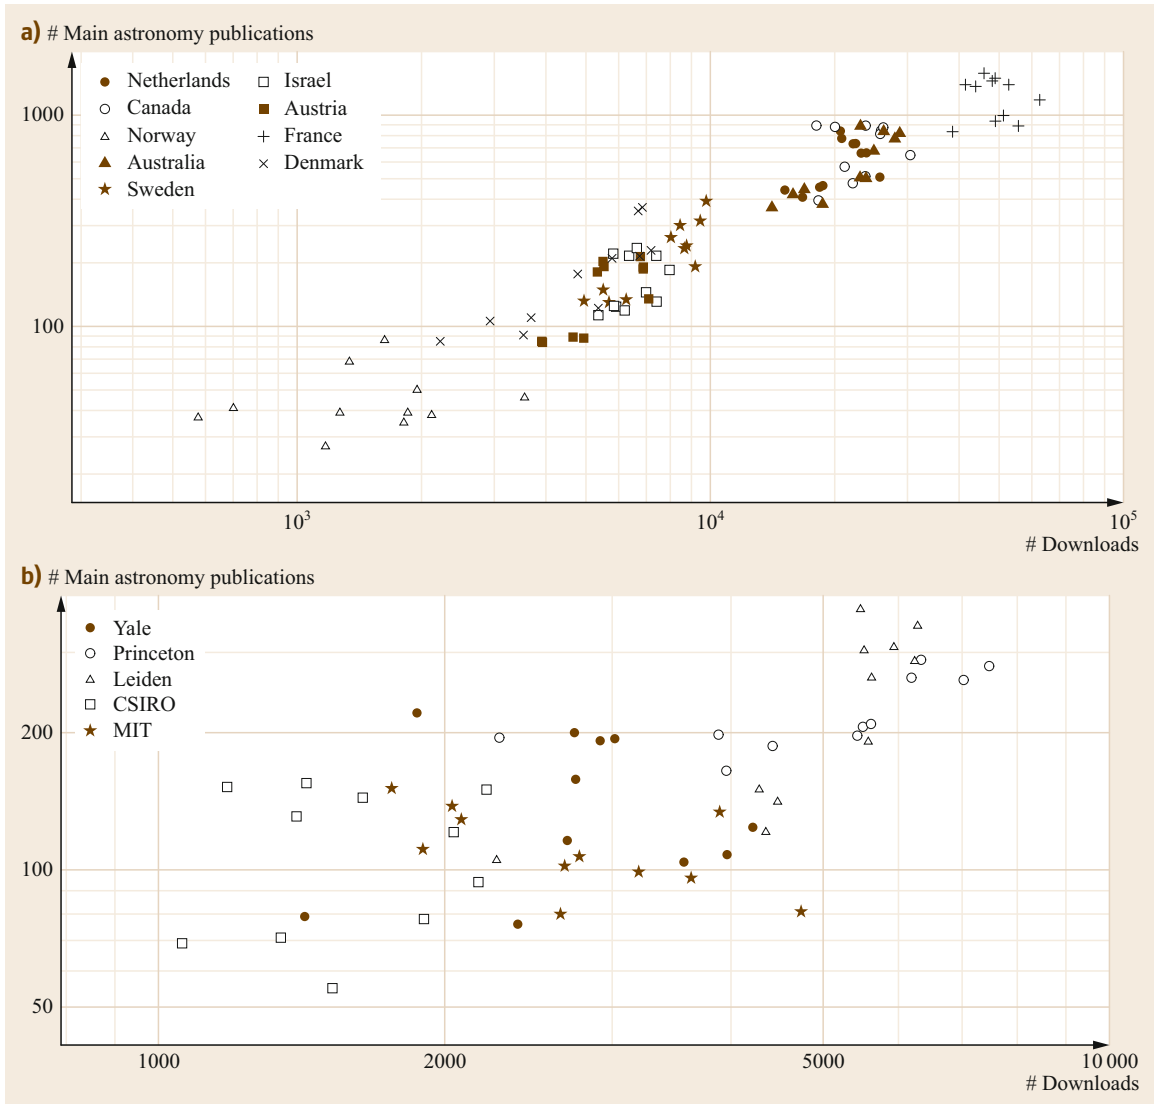 a) # Main astronomy publications
Netherlands
Canada
Norway
Australia
Sweden
Israel
Austria
France
Denmark
1000
100
10³ 10⁴ 10⁵
# Downloads
b) # Main astronomy publications
Yale
Princeton
Leiden
CSIRO
MIT
200
100
50
1000 2000 5000 10 000
# Downloads